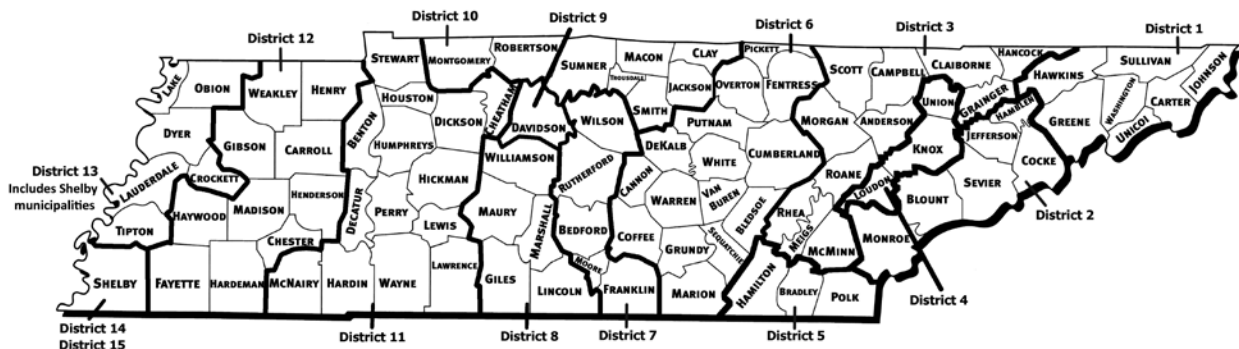 District 10
District 9
District 6
District 3
District 1
District 12
STEWART
MONTGOMERY
ROBERTSON
SUMNER
MACON
CLAY
PICKETT
SCOTT
CAMPBELL
CLAIBORNE
HANCOCK
HAWKINS
SULLIVAN
JOHNSON
LAKE
OBION
WEAKLEY
HENRY
HOUSTON
CHEATHAM
TROUSDALE
JACKSON
OVERTON
FENTRESS
UNION
GRAINGER
HAMBLEN
GREENE
WASHINGTON
CARTER
UNICOI
DYER
GIBSON
CARROLL
BENTON
DICKSON
HUMPHREYS
DAVIDSON
WILSON
SMITH
PUTNAM
MORGAN
ANDERSON
KNOX
JEFFERSON
COCKE
District 13
Includes Shelby
municipalities
LAUDERDALE
CROCKETT
HAYWOOD
MADISON
HENDERSON
DECATUR
PERRY
HICKMAN
WILLIAMSON
RUTHERFORD
CANNON
DEKALB
WHITE
CUMBERLAND
ROANE
LOUDON
BLOUNT
SEVIER
District 2
TIPTON
CHESTER
LEWIS
MAURY
MARSHALL
BEDFORD
COFFEE
WARREN
VAN
BUREN
BLEDSOE
RHEA
MEIGS
MCMINN
MONROE
SHELBY
FAYETTE
HARDEMAN
MCNAIRY
HARDIN
WAYNE
LAWRENCE
GILES
LINCOLN
MOORE
FRANKLIN
GRUNDY
SEQUATCHIE
MARION
HAMILTON
BRADLEY
POLK
District 4
District 14
District 15
District 11
District 8
District 7
District 5